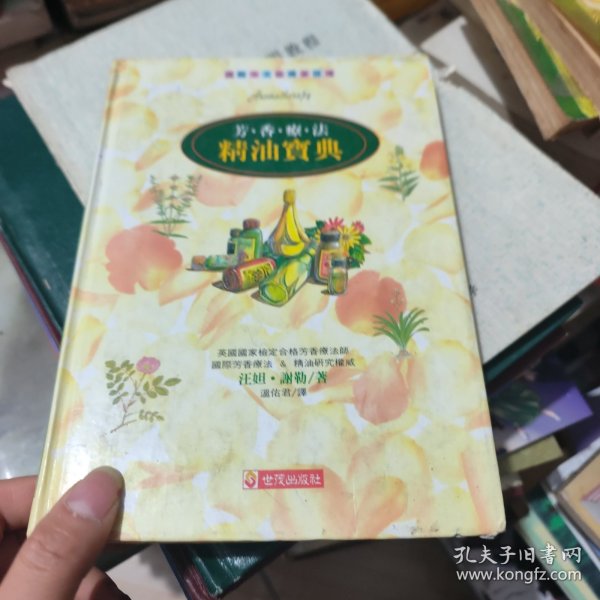 Aromatherapy
芳·香·療·法
精油寶典
英國國家檢定合格芳香療法師
國際芳香療法 & 精油研究權威
汪妲·謝勒/著
溫佑君/譯
世茂出版社
孔夫子旧书网
www.kongfz.com